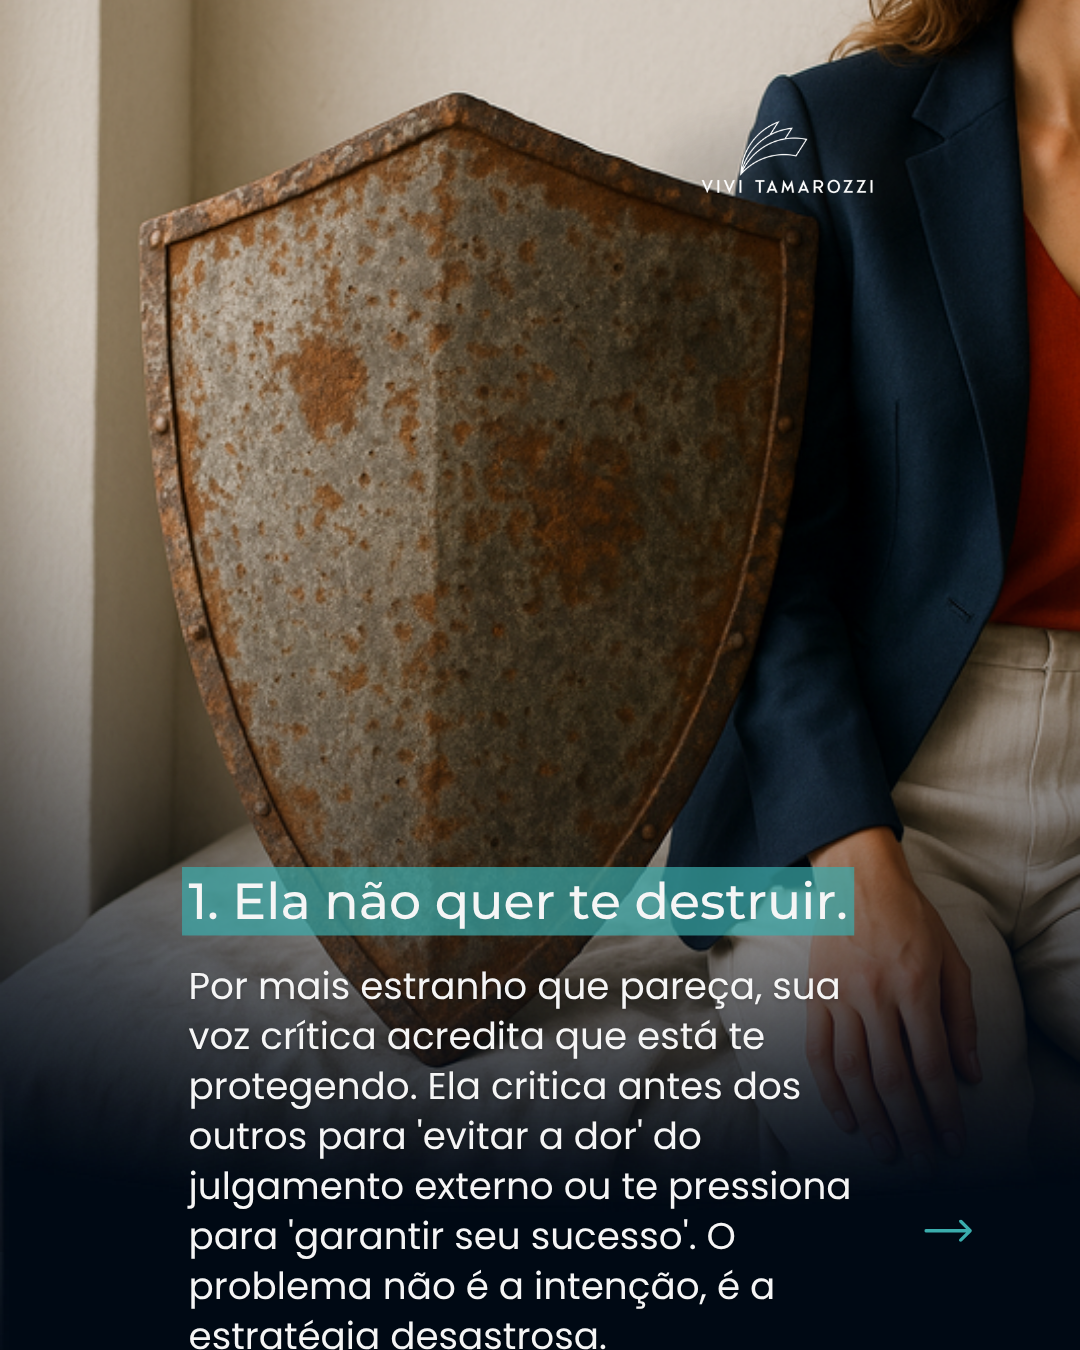 VIVI TAMAROZZI
1. Ela não quer te destruir.
Por mais estranho que pareça, sua
voz crítica acredita que está te
protegendo. Ela critica antes dos
outros para 'evitar a dor' do
julgamento externo ou te pressiona
para 'garantir seu sucesso'. O
problema não é a intenção, é a
estratégia desastrosa.